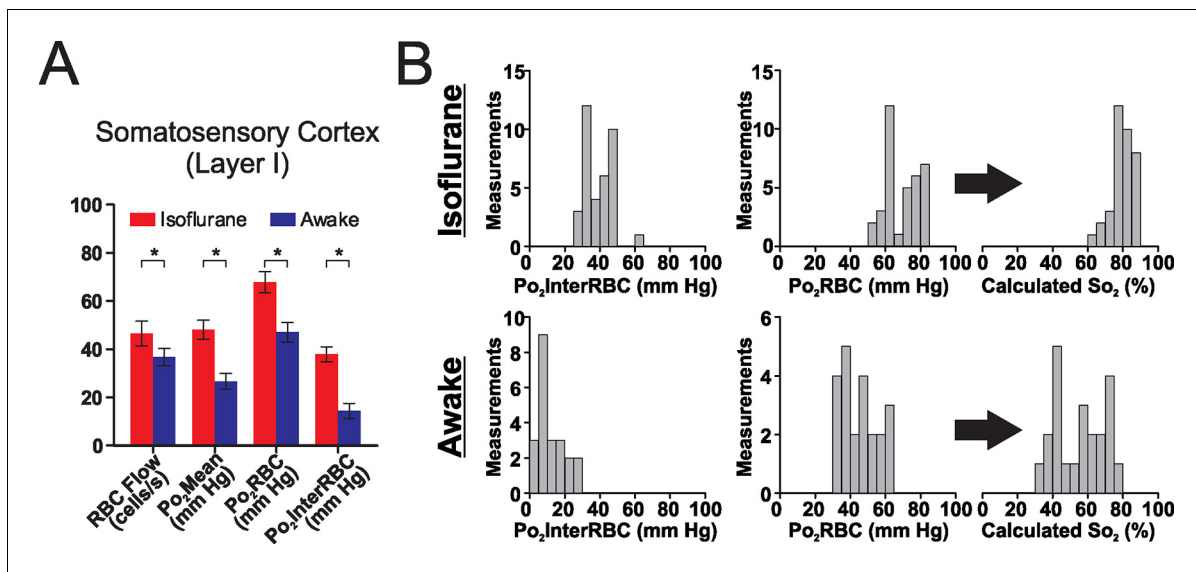 A
Somatosensory Cortex
(Layer I)
Isoflurane
Awake
100
80
60
40
20
0
*
*
*
*
RBC Flow
(cells/s)
Po2Mean
(mm Hg)
Po2RBC
(mm Hg)
Po2InterRBC
(mm Hg)
B
Isoflurane
Measurements
15
10
5
0
0 20 40 60 80 100
Po2InterRBC (mm Hg)
Measurements
15
10
5
0
0 20 40 60 80 100
Po2RBC (mm Hg)
0 20 40 60 80 100
Calculated So2 (%)
Awake
Measurements
10
8
6
4
2
0
0 20 40 60 80 100
Po2InterRBC (mm Hg)
Measurements
6
4
2
0
0 20 40 60 80 100
Po2RBC (mm Hg)
0 20 40 60 80 100
Calculated So2 (%)